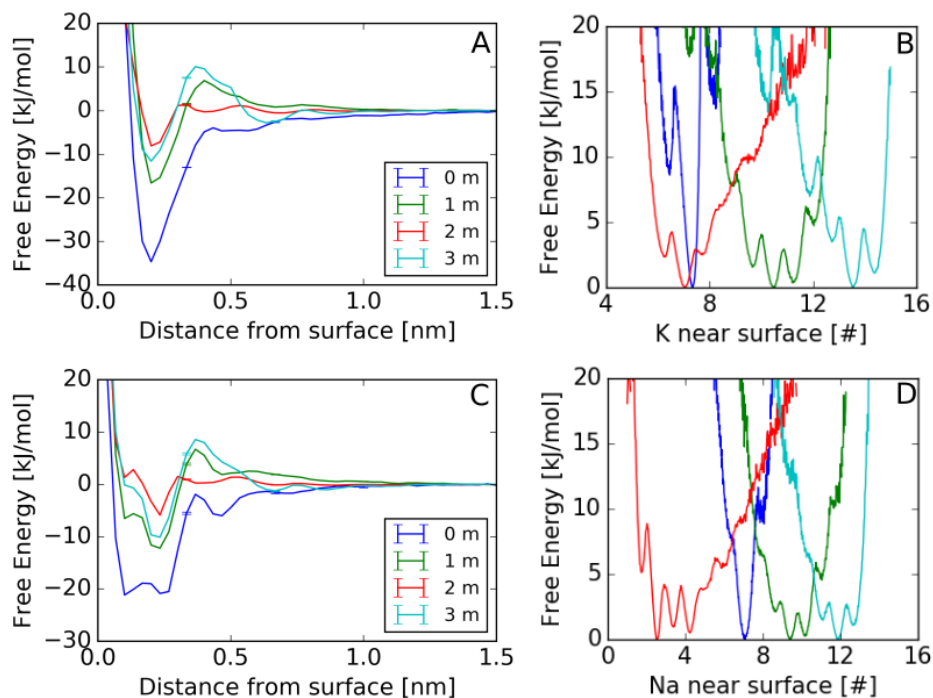 A
Free Energy [kJ/mol]
20
10
0
−10
−20
−30
−40
0 m
1 m
2 m
3 m
0.0 0.5 1.0 1.5
Distance from surface [nm]
B
Free Energy [kJ/mol]
20
15
10
5
0
4 8 12 16
K near surface [#]
C
Free Energy [kJ/mol]
20
10
0
−10
−20
−30
0 m
1 m
2 m
3 m
0.0 0.5 1.0 1.5
Distance from surface [nm]
D
Free Energy [kJ/mol]
20
15
10
5
0
0 4 8 12 16
Na near surface [#]